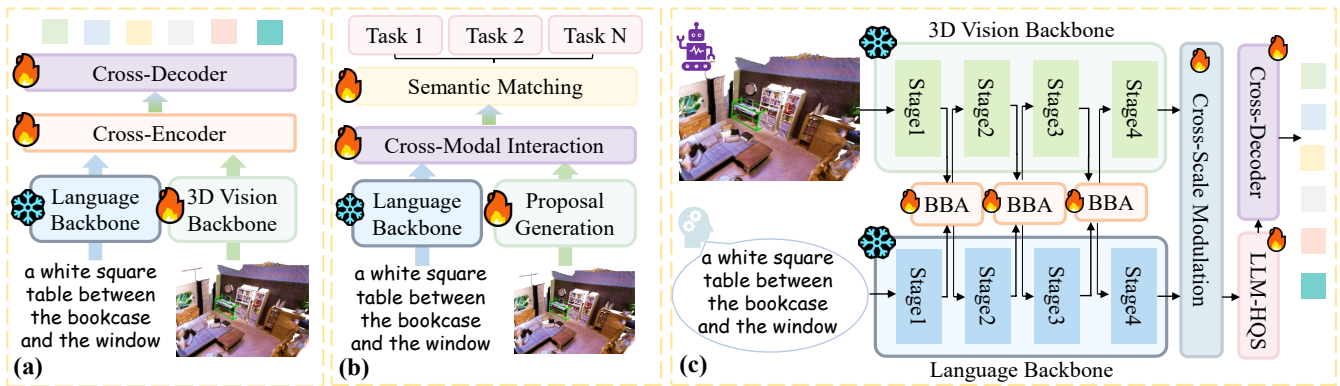 Cross-Decoder
Cross-Encoder
Language
Backbone
3D Vision
Backbone
a white square
table between
the bookcase
and the window
(a)
Task 1
Task 2
Task N
Semantic Matching
Cross-Modal Interaction
Language
Backbone
Proposal
Generation
a white square
table between
the bookcase
and the window
(b)
3D Vision Backbone
Stage1
Stage2
Stage3
Stage4
BBA
BBA
BBA
a white square
table between
the bookcase
and the window
Stage1
Stage2
Stage3
Stage4
Language Backbone
Cross-Scale Modulation
Cross-Decoder
LLM-HQS
(c)